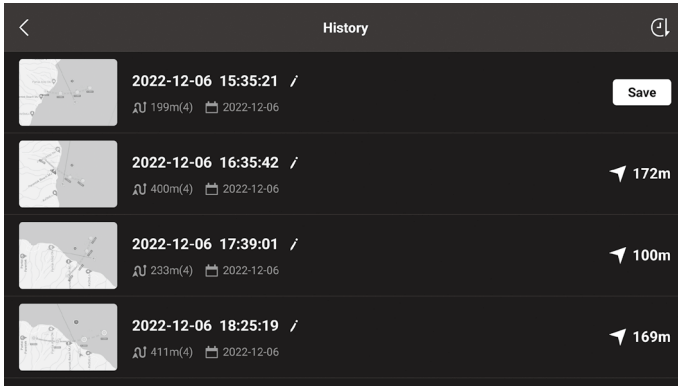 History
2022-12-06 15:35:21
199m(4) 2022-12-06
Save
2022-12-06 16:35:42
400m(4) 2022-12-06
172m
2022-12-06 17:39:01
233m(4) 2022-12-06
100m
2022-12-06 18:25:19
411m(4) 2022-12-06
169m